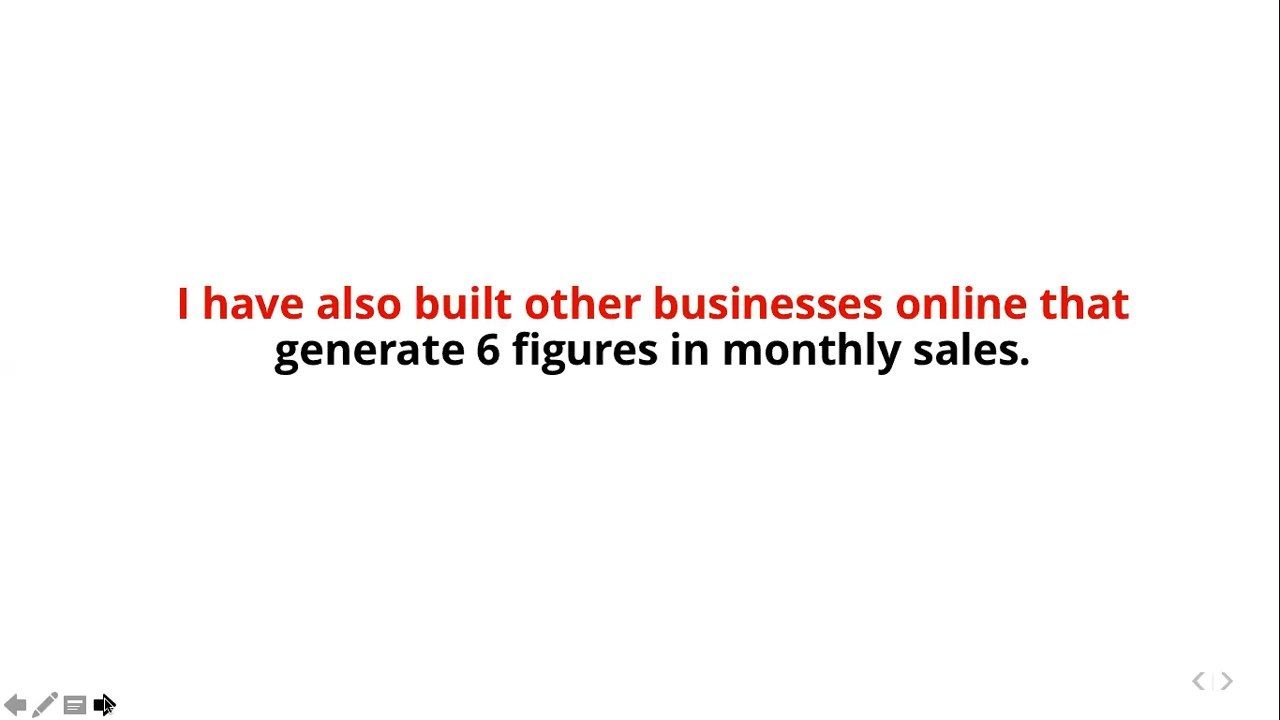 I have also built other businesses online that
generate 6 figures in monthly sales.